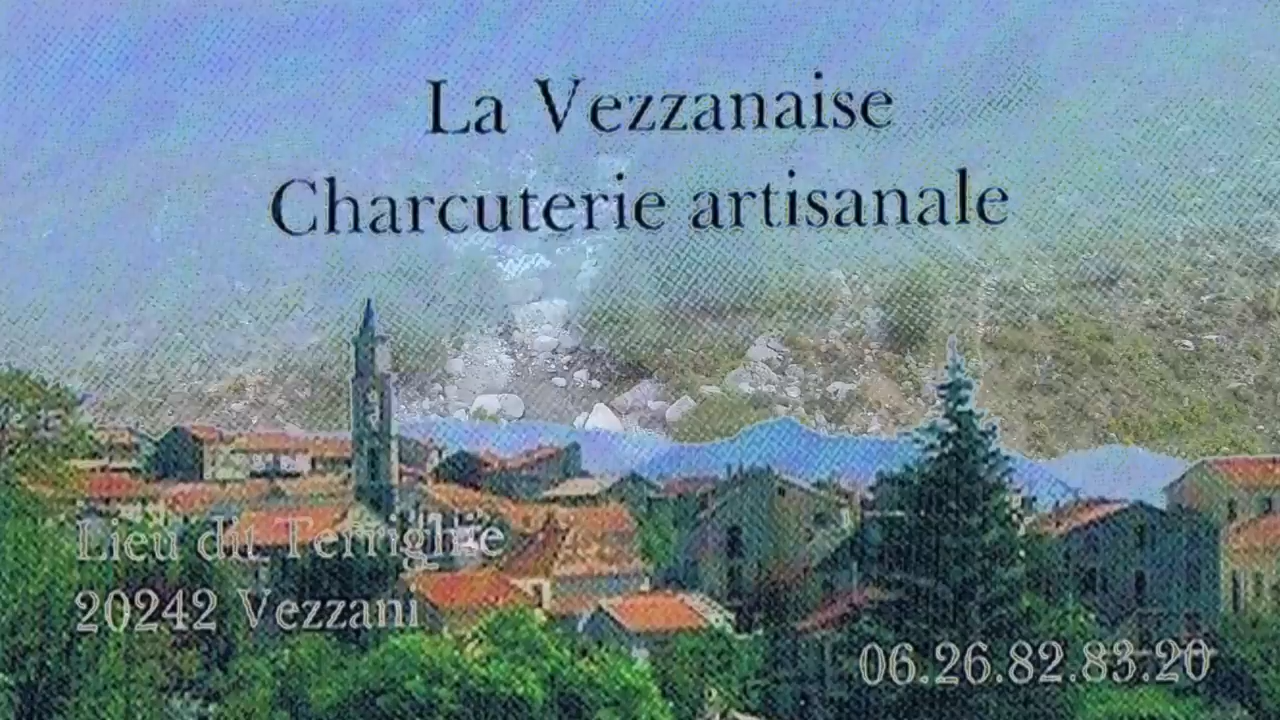 La Vezzanaise
Charcuterie artisanale
Lieu dit Terrighie
20242 Vezzani
06.26.82.83.20